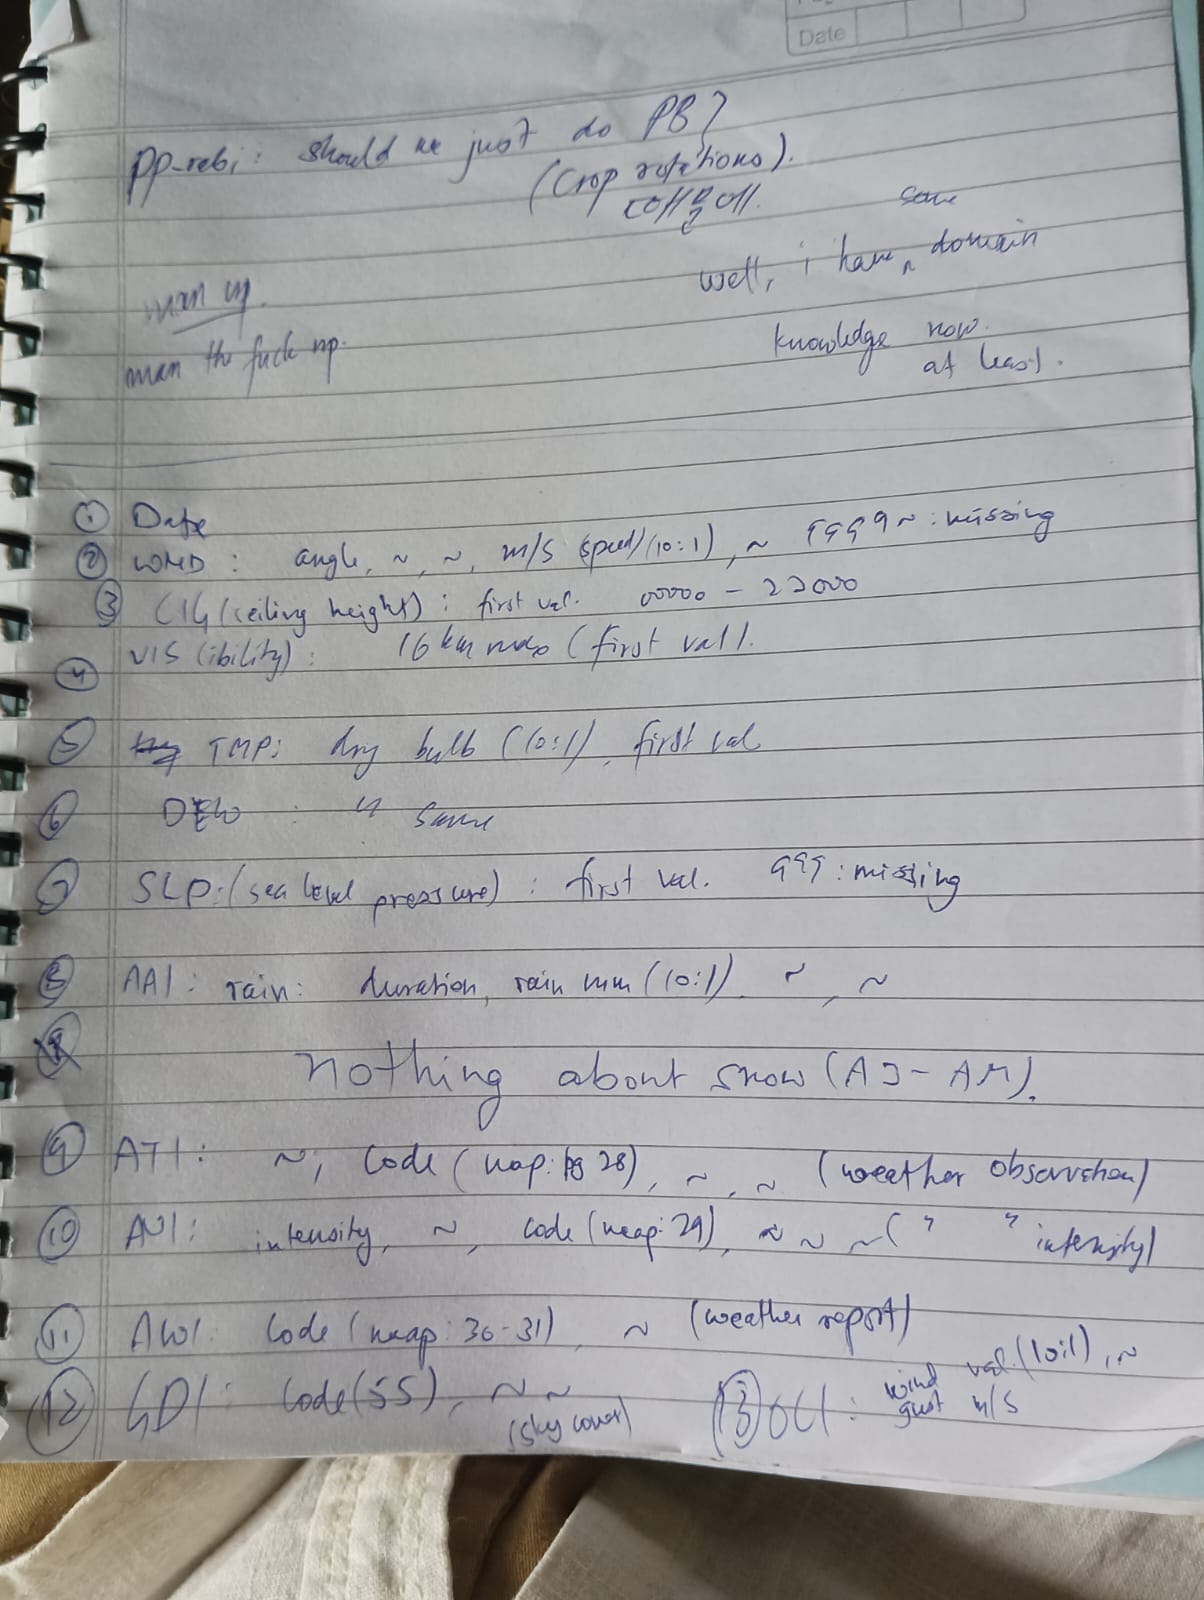 Date
pp-rabi: should we just do PB?
(Crop rotations).
man up.
man the fuck up.
well, i have some domain
knowledge now.
at least.
① Date
② WND: angle, ~, ~, m/s speed (10:1), ~ 9999~: missing
③ CIG (ceiling height): first val. 00000 - 22000
④ VIS (ibility): 16 km max (first val).
⑤ TMP: dry bulb (10:1), first val
⑥ DEW : " same
⑦ SLP: (sea level pressure) : first val. 999: missing
⑧ AA1: rain: duration, rain mm (10:1) ~, ~
nothing about snow (AJ-AM).
⑨ AT1: ~, code (map: pg 28), ~, ~ (weather observation)
⑩ AU1: intensity, ~, code (map: 29), ~ ~ ~ (" " intensity)
⑪ AW1: code (map: 30-31), ~ (weather report)
⑫ GD1: code (55), ~ ~ (sky cover)
⑬ OC1: wind gust val. (10:1), ~ m/s